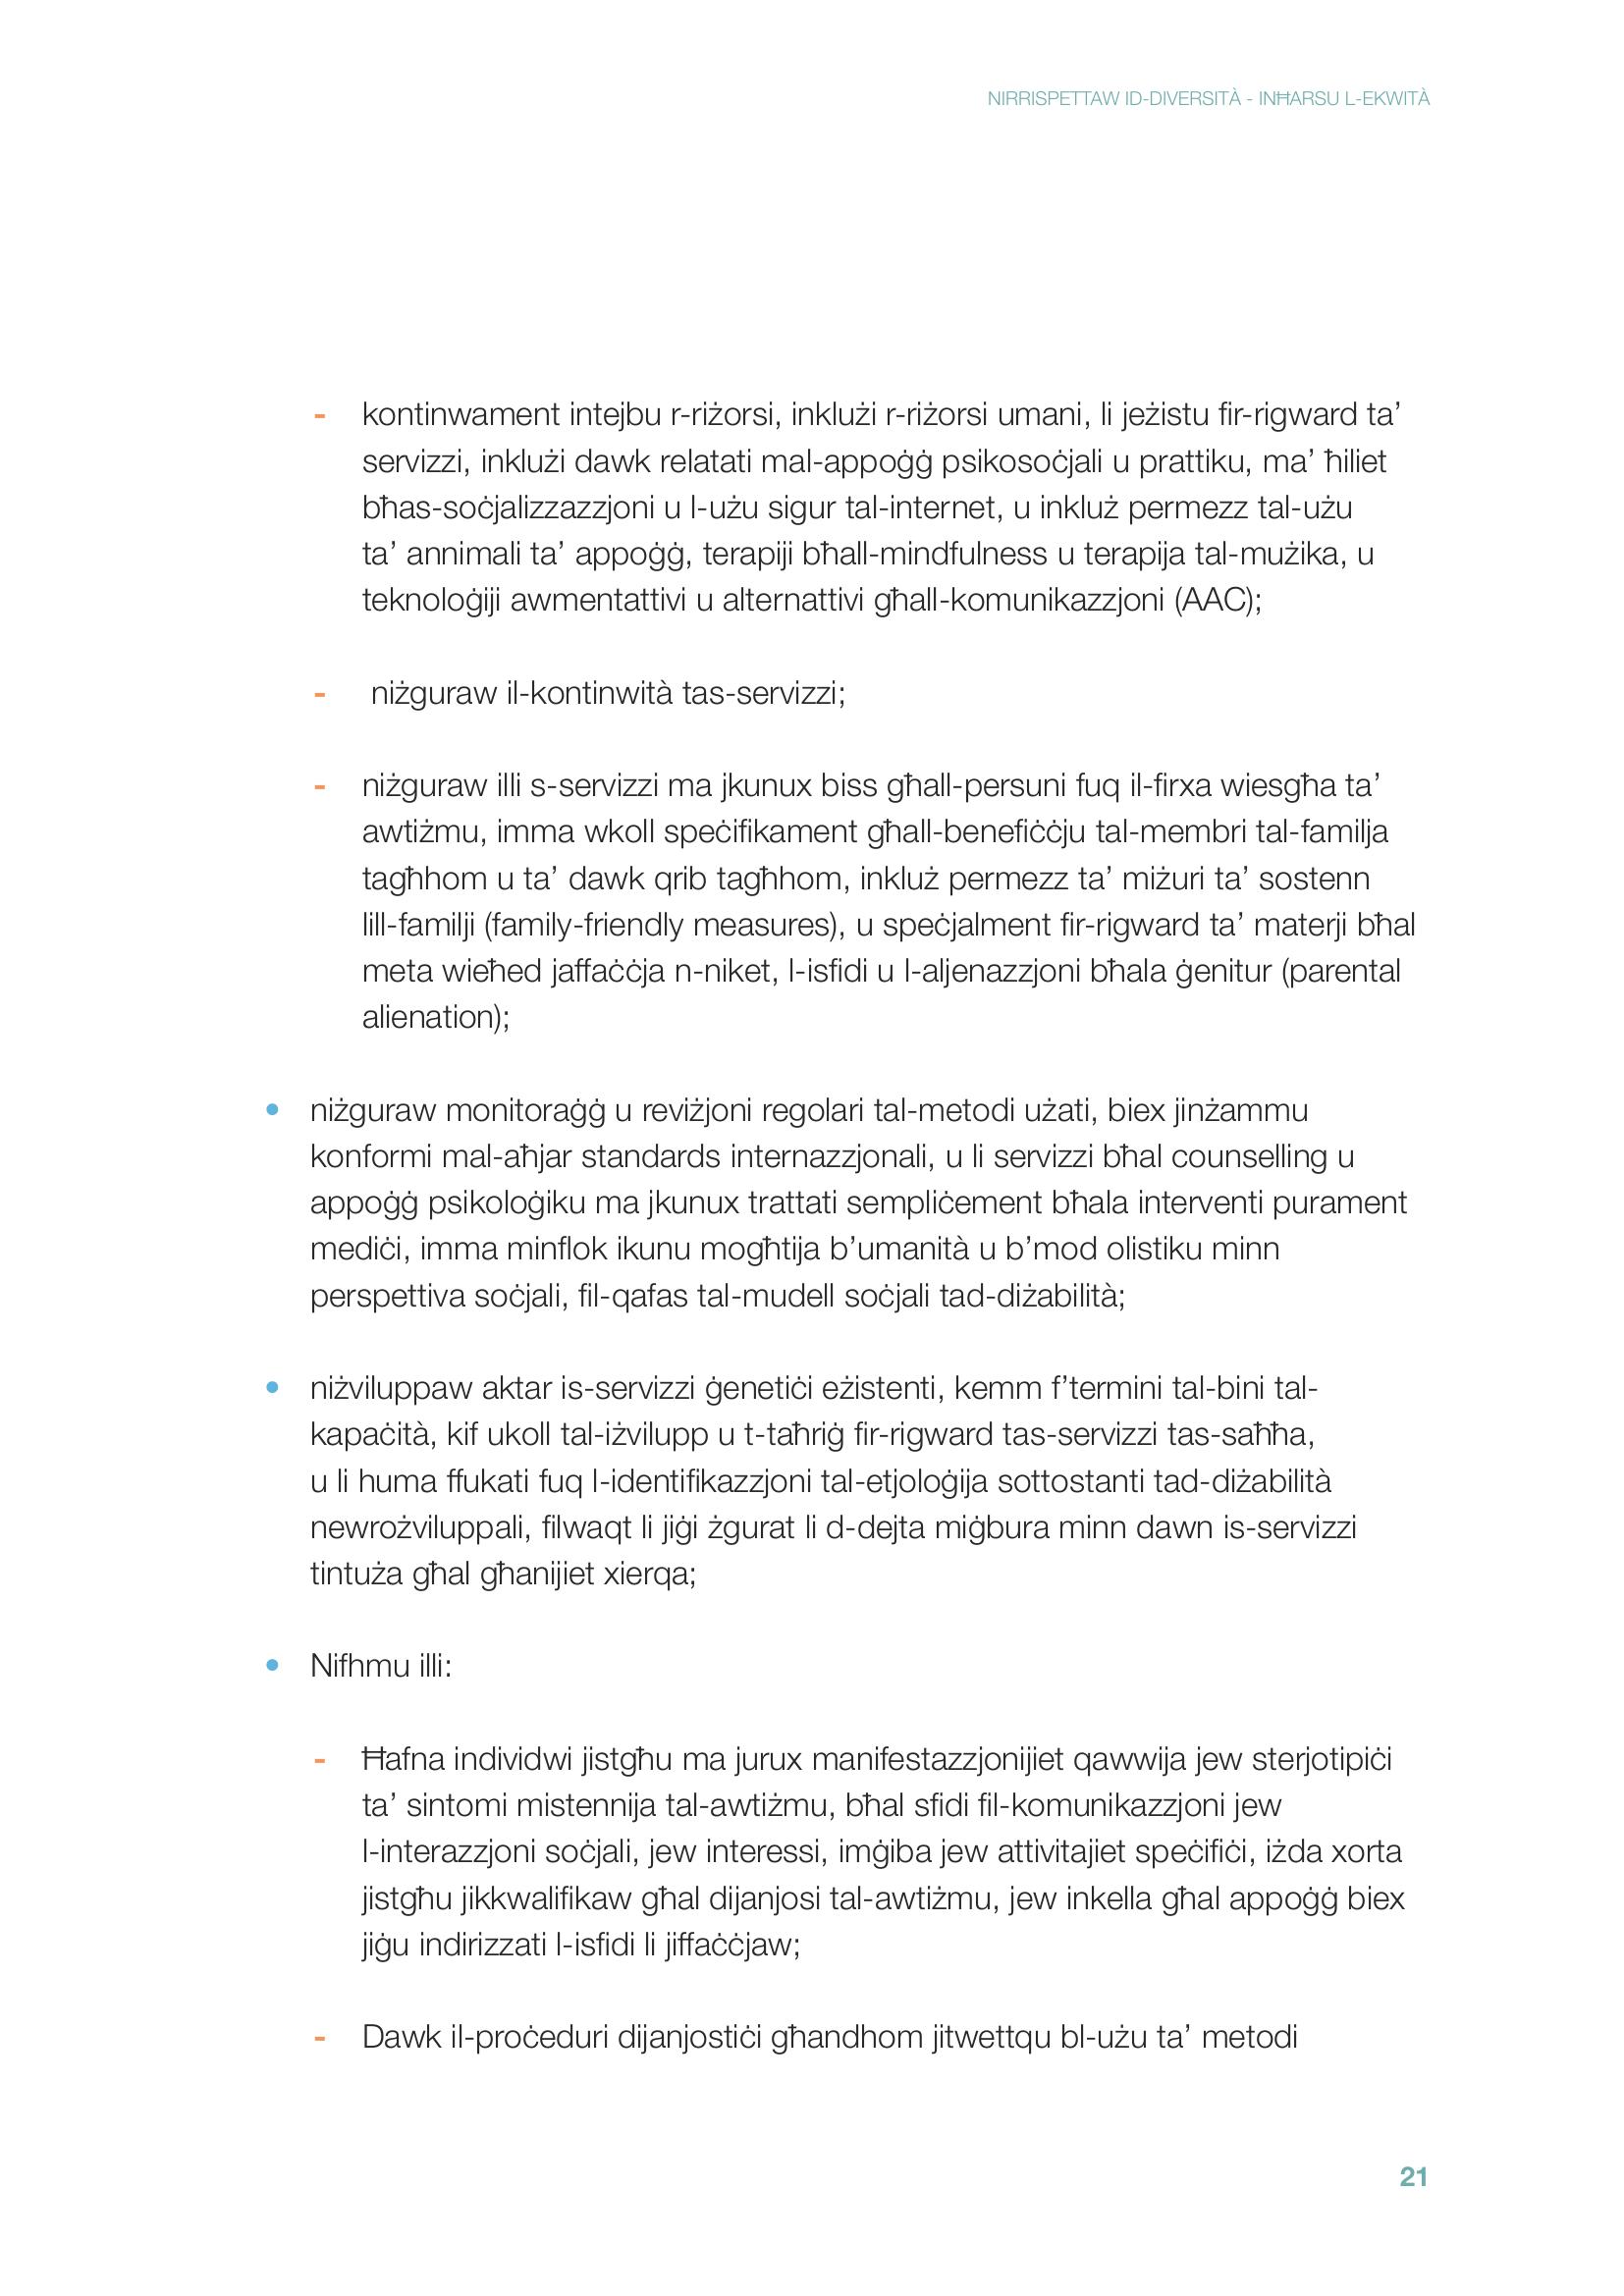 NIRRISPETTAW ID-DIVERSITÀ - INĦARSU L-EKWITÀ
- kontinwament intejbu r-riżorsi, inklużi r-riżorsi umani, li jeżistu fir-rigward ta’
servizzi, inklużi dawk relatati mal-appoġġ psikosoċjali u prattiku, ma’ ħiliet
bħas-soċjalizzazzjoni u l-użu sigur tal-internet, u inkluż permezz tal-użu
ta’ annimali ta’ appoġġ, terapiji bħall-mindfulness u terapija tal-mużika, u
teknoloġiji awmentattivi u alternattivi għall-komunikazzjoni (AAC);
- niżguraw il-kontinwità tas-servizzi;
- niżguraw illi s-servizzi ma jkunux biss għall-persuni fuq il-firxa wiesgħa ta’
awtiżmu, imma wkoll speċifikament għall-benefiċċju tal-membri tal-familja
tagħhom u ta’ dawk qrib tagħhom, inkluż permezz ta’ miżuri ta’ sostenn
lill-familji (family-friendly measures), u speċjalment fir-rigward ta’ materji bħal
meta wieħed jaffaċċja n-niket, l-isfidi u l-aljenazzjoni bħala ġenitur (parental
alienation);
• niżguraw monitoraġġ u reviżjoni regolari tal-metodi użati, biex jinżammu
konformi mal-aħjar standards internazzjonali, u li servizzi bħal counselling u
appoġġ psikoloġiku ma jkunux trattati sempliċement bħala interventi purament
mediċi, imma minflok ikunu mogħtija b’umanità u b’mod olistiku minn
perspettiva soċjali, fil-qafas tal-mudell soċjali tad-diżabilità;
• niżviluppaw aktar is-servizzi ġenetiċi eżistenti, kemm f’termini tal-bini tal-
kapaċità, kif ukoll tal-iżvilupp u t-taħriġ fir-rigward tas-servizzi tas-saħħa,
u li huma ffukati fuq l-identifikazzjoni tal-etjoloġija sottostanti tad-diżabilità
newrożviluppali, filwaqt li jiġi żgurat li d-dejta miġbura minn dawn is-servizzi
tintuża għal għanijiet xierqa;
• Nifhmu illi:
- Ħafna individwi jistgħu ma jurux manifestazzjonijiet qawwija jew sterjotipiċi
ta’ sintomi mistennija tal-awtiżmu, bħal sfidi fil-komunikazzjoni jew
l-interazzjoni soċjali, jew interessi, imġiba jew attivitajiet speċifiċi, iżda xorta
jistgħu jikkwalifikaw għal dijanjosi tal-awtiżmu, jew inkella għal appoġġ biex
jiġu indirizzati l-isfidi li jiffaċċjaw;
- Dawk il-proċeduri dijanjostiċi għandhom jitwettqu bl-użu ta’ metodi
21